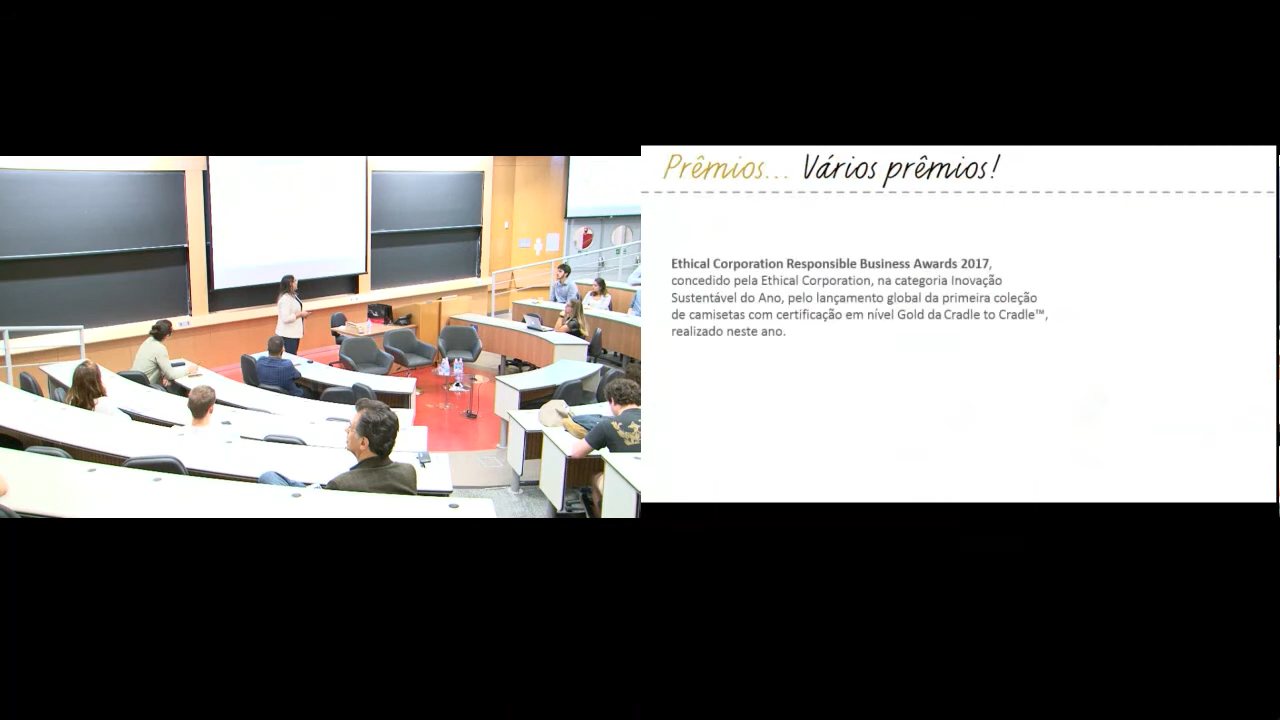 Prêmios... Vários prêmios!
Ethical Corporation Responsible Business Awards 2017,
concedido pela Ethical Corporation, na categoria Inovação
Sustentável do Ano, pelo lançamento global da primeira coleção
de camisetas com certificação em nível Gold da Cradle to Cradle™,
realizado neste ano.